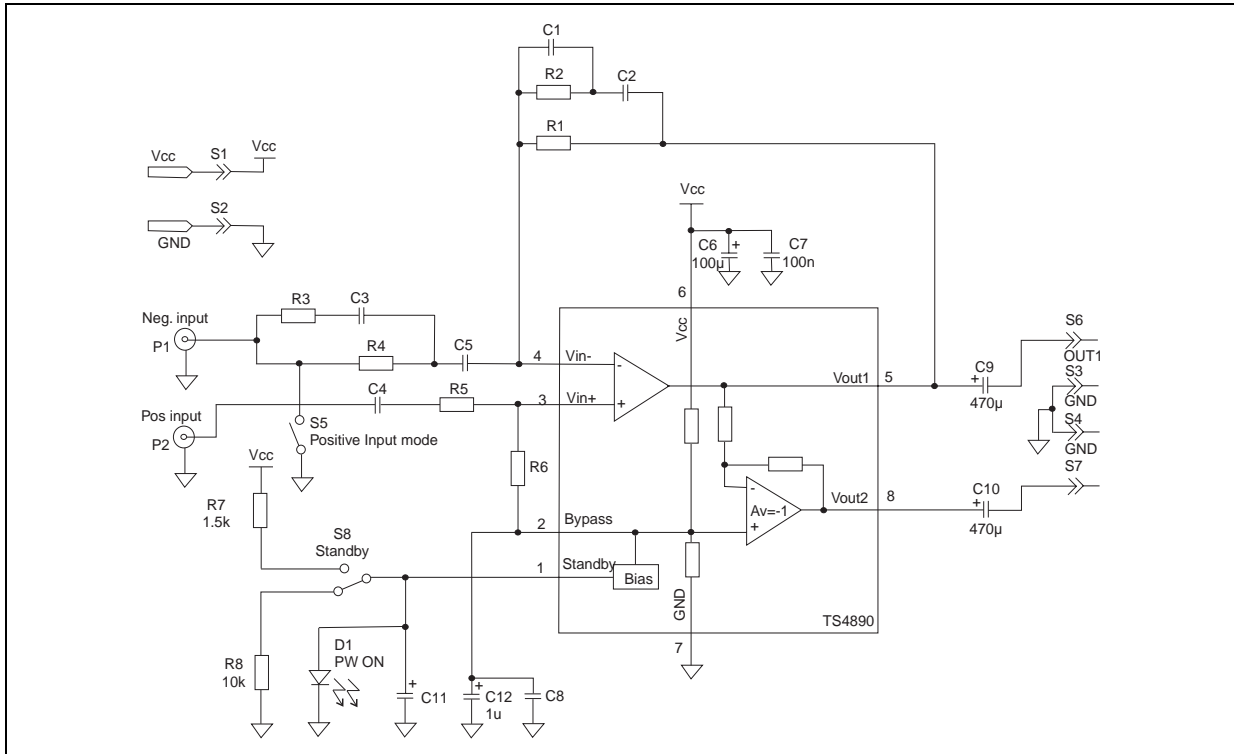 C1
R2
C2
R1
Vcc
S1
Vcc
S2
GND
Vcc
C6
+
100µ
C7
100n
6
Vcc
R3
C3
Neg. input
P1
R4
C5
4
Vin-
-
Vout1
5
C9
+
470µ
S6
OUT1
S3
GND
S4
GND
S7
C4
R5
3
Vin+
+
Pos input
P2
S5
Positive Input mode
R6
Vcc
R7
1.5k
2
Bypass
-
Av=-1
+
Vout2
8
C10
+
470µ
S8
Standby
1
Standby
Bias
GND
TS4890
7
R8
10k
D1
PW ON
+
C11
+
C12
1u
C8